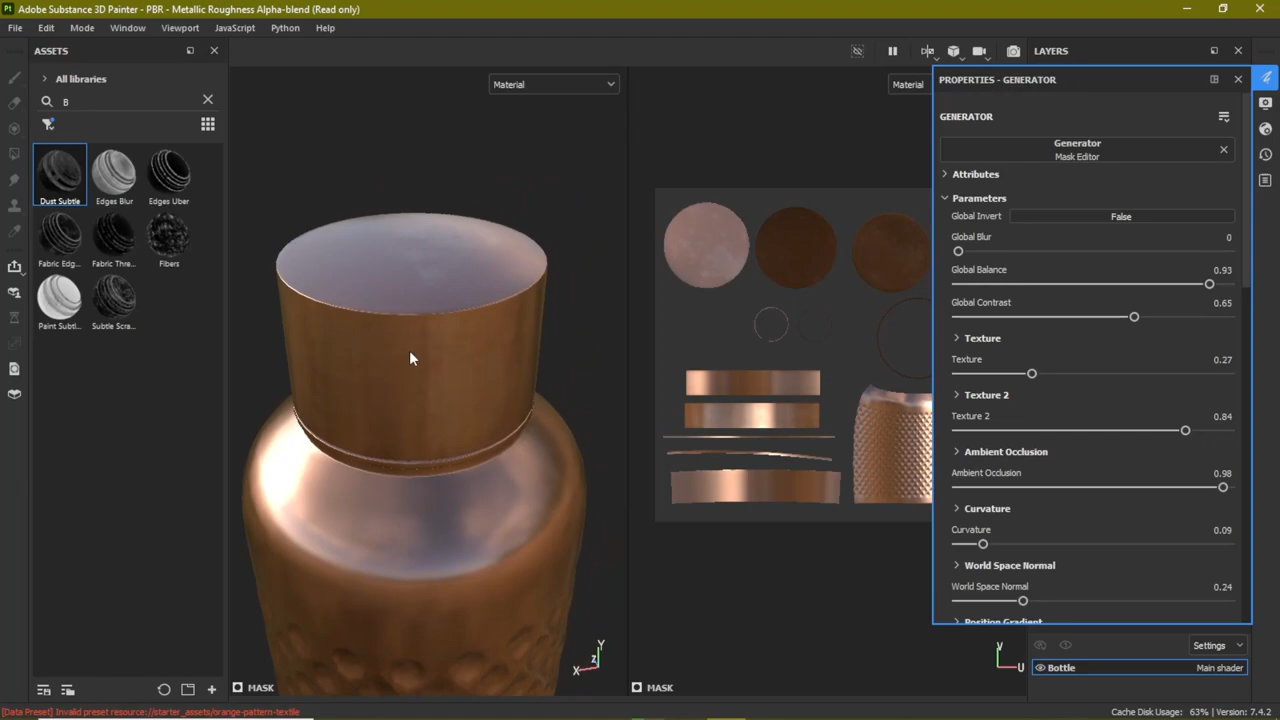 Adobe Substance 3D Painter - PBR - Metallic Roughness Alpha-blend (Read only)
File Edit Mode Window Viewport JavaScript Python Help
ASSETS
All libraries
B
Dust Subtle Edges Blur Edges Uber
Fabric Edg... Fabric Thre... Fibers
Paint Subtl... Subtle Scra...
Material
Material
X Z Y
MASK
MASK
V
U
LAYERS
PROPERTIES - GENERATOR
GENERATOR
Generator
Mask Editor
Attributes
Parameters
Global Invert False
Global Blur 0
Global Balance 0.93
Global Contrast 0.65
Texture
Texture 0.27
Texture 2
Texture 2 0.84
Ambient Occlusion
Ambient Occlusion 0.98
Curvature
Curvature 0.09
World Space Normal
World Space Normal 0.24
Position Gradient
Settings
Bottle Main shader
[Data Preset] Invalid preset resource://starter_assets/orange-pattern-textile
Cache Disk Usage: 63% | Version: 7.4.2